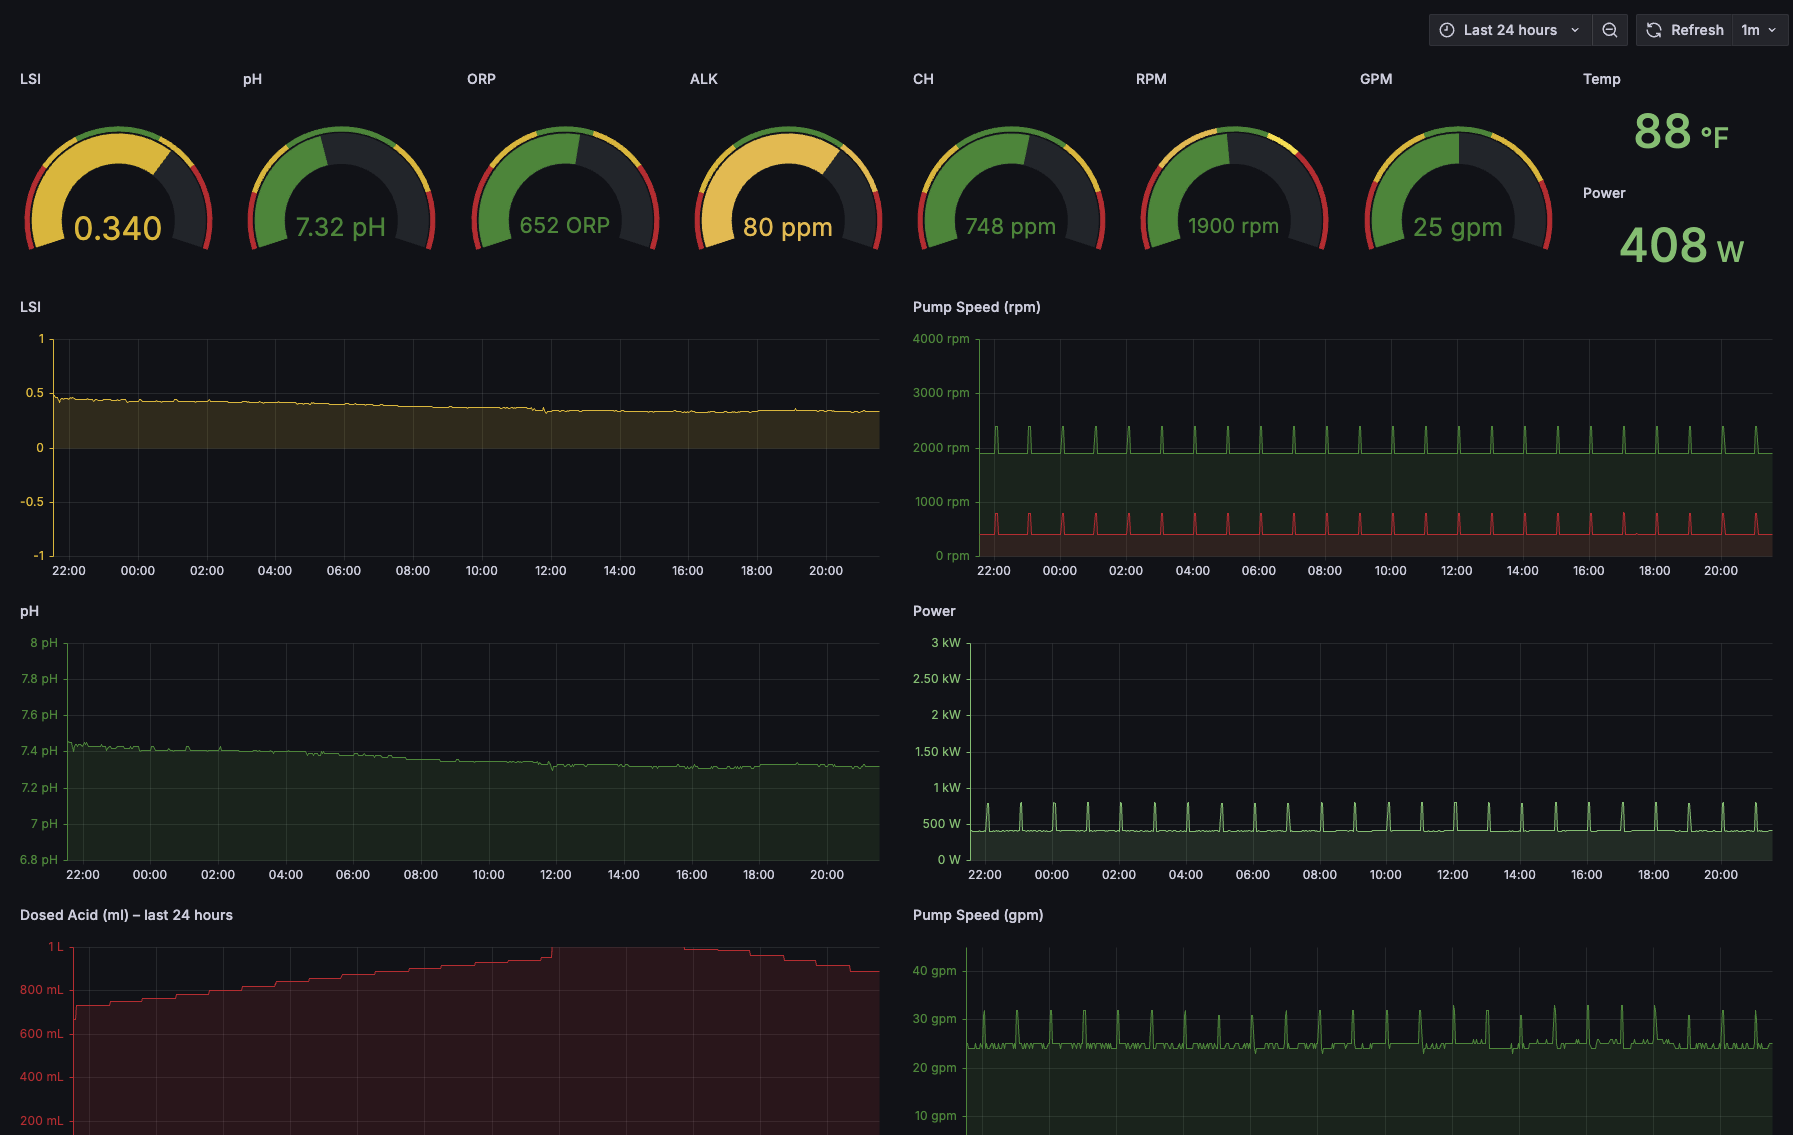 Last 24 hours
Refresh
1m
LSI
pH
ORP
ALK
CH
RPM
GPM
Temp
0.340
7.32 pH
652 ORP
80 ppm
748 ppm
1900 rpm
25 gpm
88 °F
Power
408 W
LSI
1
0.5
0
-0.5
-1
22:00 00:00 02:00 04:00 06:00 08:00 10:00 12:00 14:00 16:00 18:00 20:00
Pump Speed (rpm)
4000 rpm
3000 rpm
2000 rpm
1000 rpm
0 rpm
22:00 00:00 02:00 04:00 06:00 08:00 10:00 12:00 14:00 16:00 18:00 20:00
pH
8 pH
7.8 pH
7.6 pH
7.4 pH
7.2 pH
7 pH
6.8 pH
22:00 00:00 02:00 04:00 06:00 08:00 10:00 12:00 14:00 16:00 18:00 20:00
Power
3 kW
2.50 kW
2 kW
1.50 kW
1 kW
500 W
0 W
22:00 00:00 02:00 04:00 06:00 08:00 10:00 12:00 14:00 16:00 18:00 20:00
Dosed Acid (ml) – last 24 hours
1 L
800 mL
600 mL
400 mL
200 mL
Pump Speed (gpm)
40 gpm
30 gpm
20 gpm
10 gpm